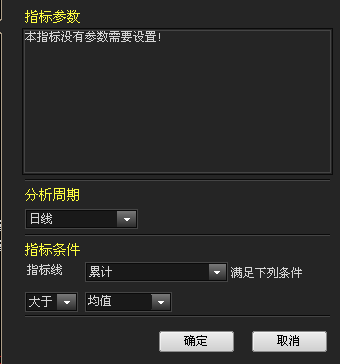 指标参数
本指标没有参数需要设置!
分析周期
日线
指标条件
指标线 累计 满足下列条件
大于 均值
确定 取消